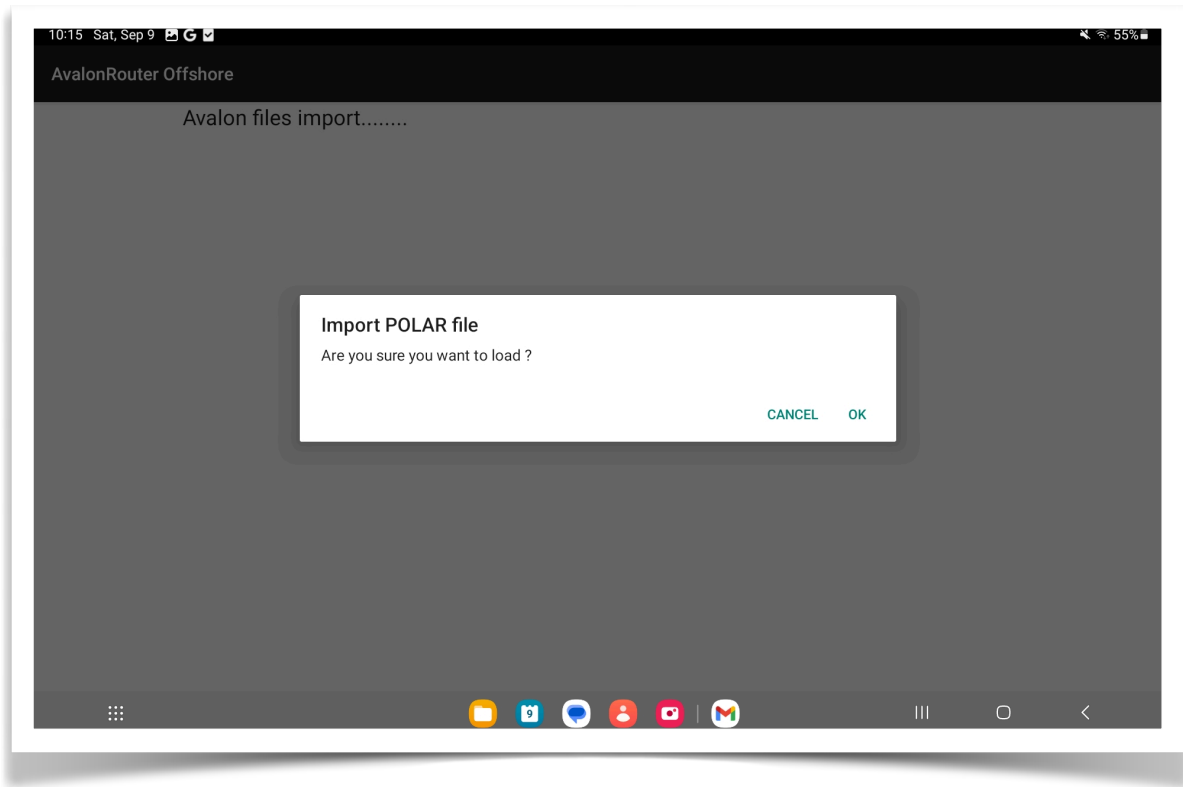 10:15 Sat, Sep 9 G 55%
AvalonRouter Offshore
Avalon files import........
Import POLAR file
Are you sure you want to load ?
CANCEL OK
9